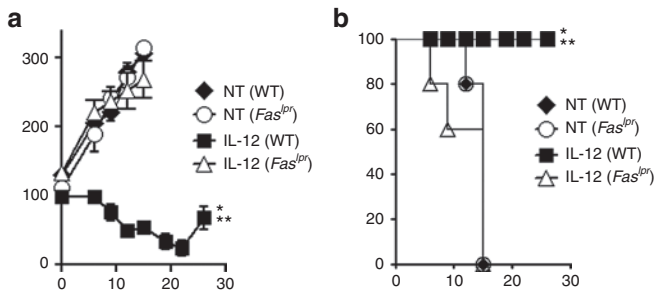 a
300
200
100
0
0 10 20 30
NT (WT)
NT (Fas^lpr)
IL-12 (WT)
IL-12 (Fas^lpr)
*
**
b
100
80
60
40
20
0
0 10 20 30
*
**
NT (WT)
NT (Fas^lpr)
IL-12 (WT)
IL-12 (Fas^lpr)